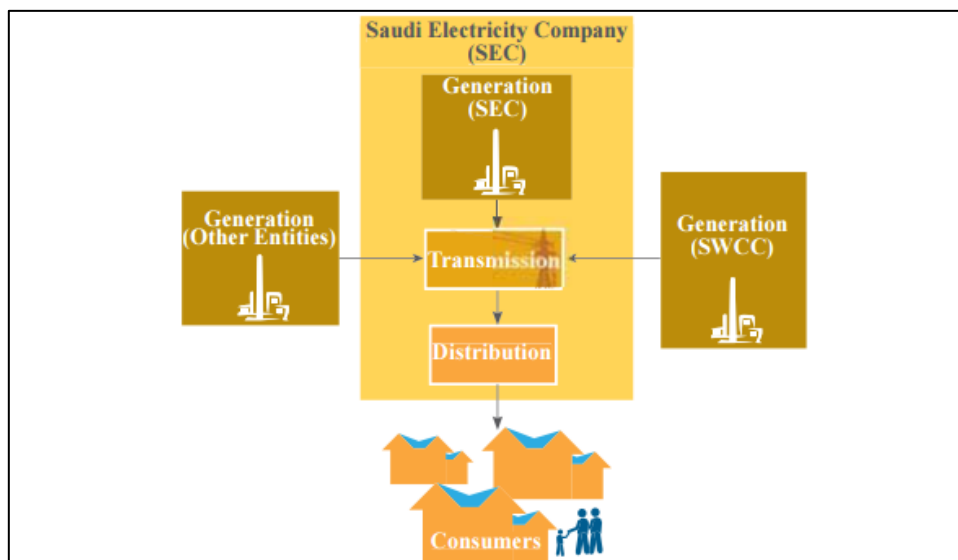 Saudi Electricity Company
(SEC)
Generation
(SEC)
Generation
(Other Entities)
Generation
(SWCC)
Transmission
Distribution
Consumers